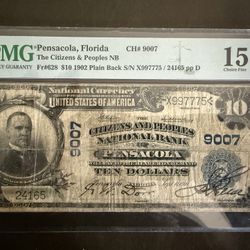 PMG
Pensacola, Florida
CH# 9007
The Citizens & Peoples NB
Fr#628 $10 1902 Plain Back S/N X997775 / 24165 pp D
15
Choice Fine
National Currency
UNITED STATES OF AMERICA
X997775
10
THE
CITIZENS AND PEOPLES
NATIONAL BANK
OF
PENSACOLA
TEN DOLLARS
9007
9007
24165